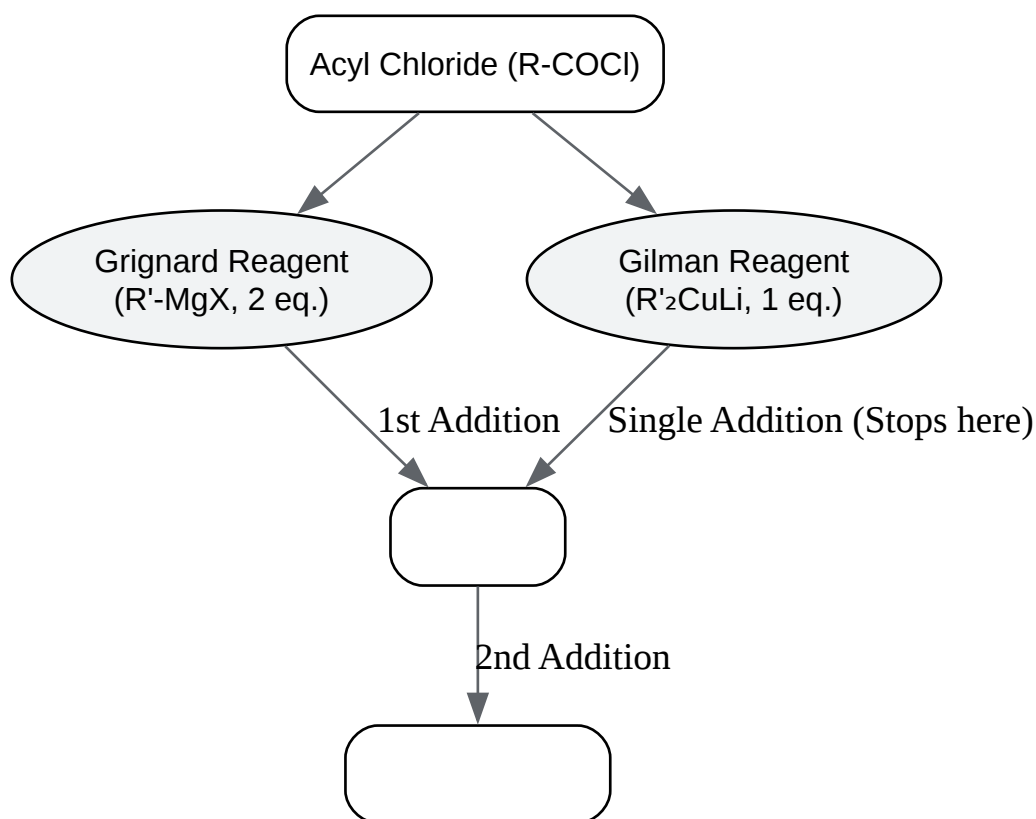 Acyl Chloride (R-COCl)
Grignard Reagent
(R'-MgX, 2 eq.)
Gilman Reagent
(R'₂CuLi, 1 eq.)
1st Addition
Single Addition (Stops here)
2nd Addition